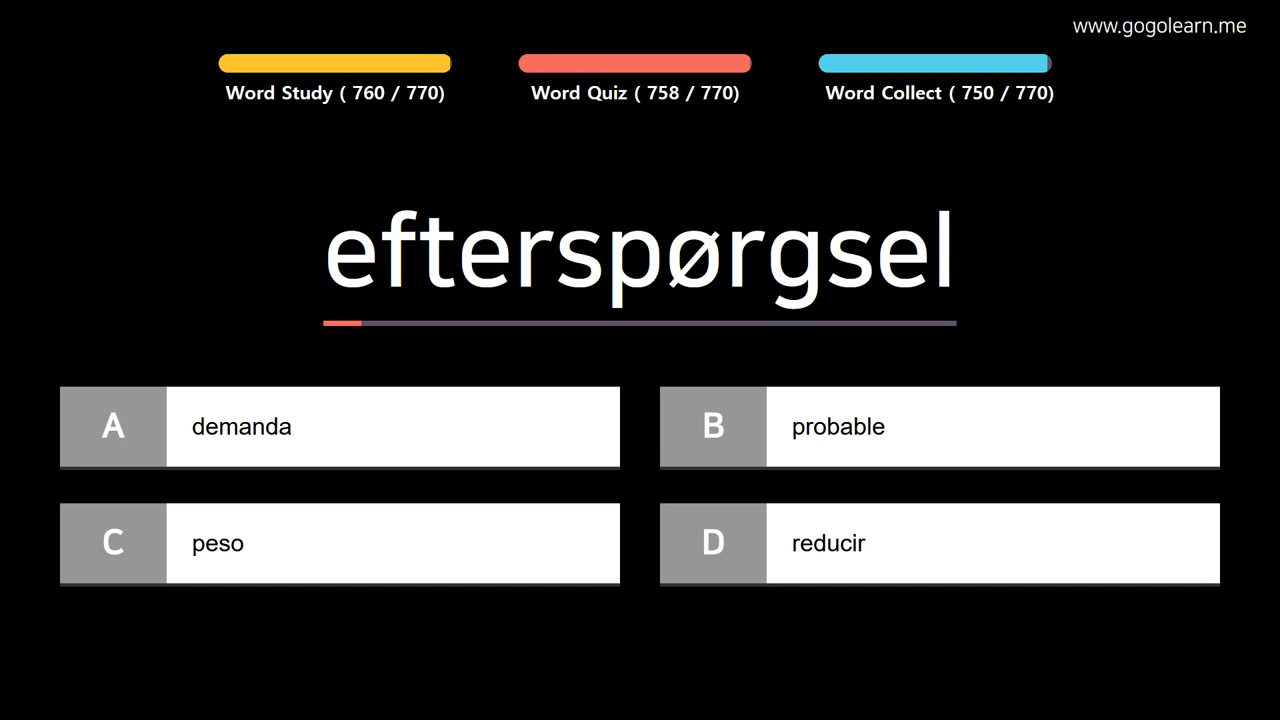 www.gogolearn.me
Word Study ( 760 / 770)
Word Quiz ( 758 / 770)
Word Collect ( 750 / 770)
efterspørgsel
A demanda
B probable
C peso
D reducir